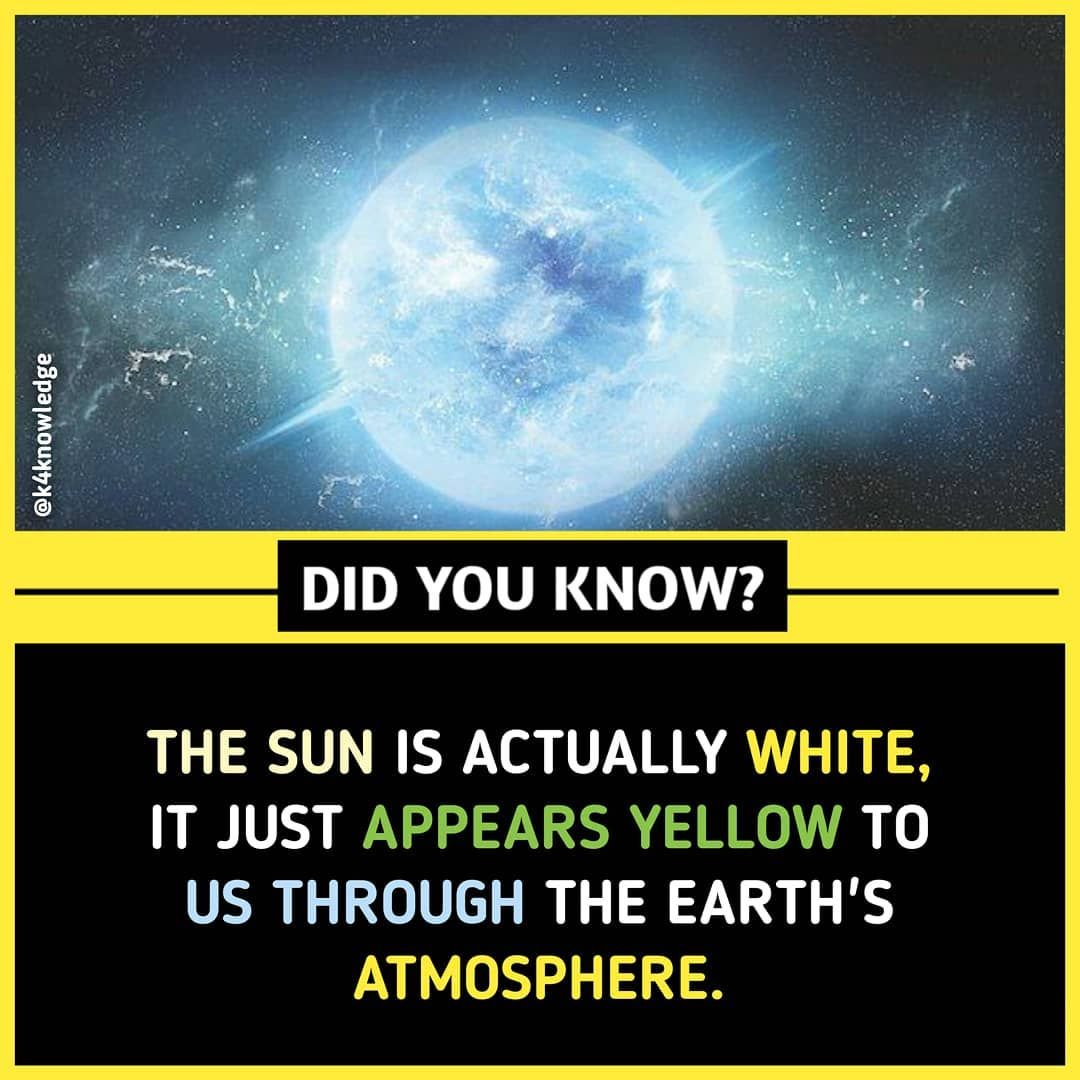 @k4knowledge
DID YOU KNOW?
THE SUN IS ACTUALLY WHITE,
IT JUST APPEARS YELLOW TO
US THROUGH THE EARTH'S
ATMOSPHERE.